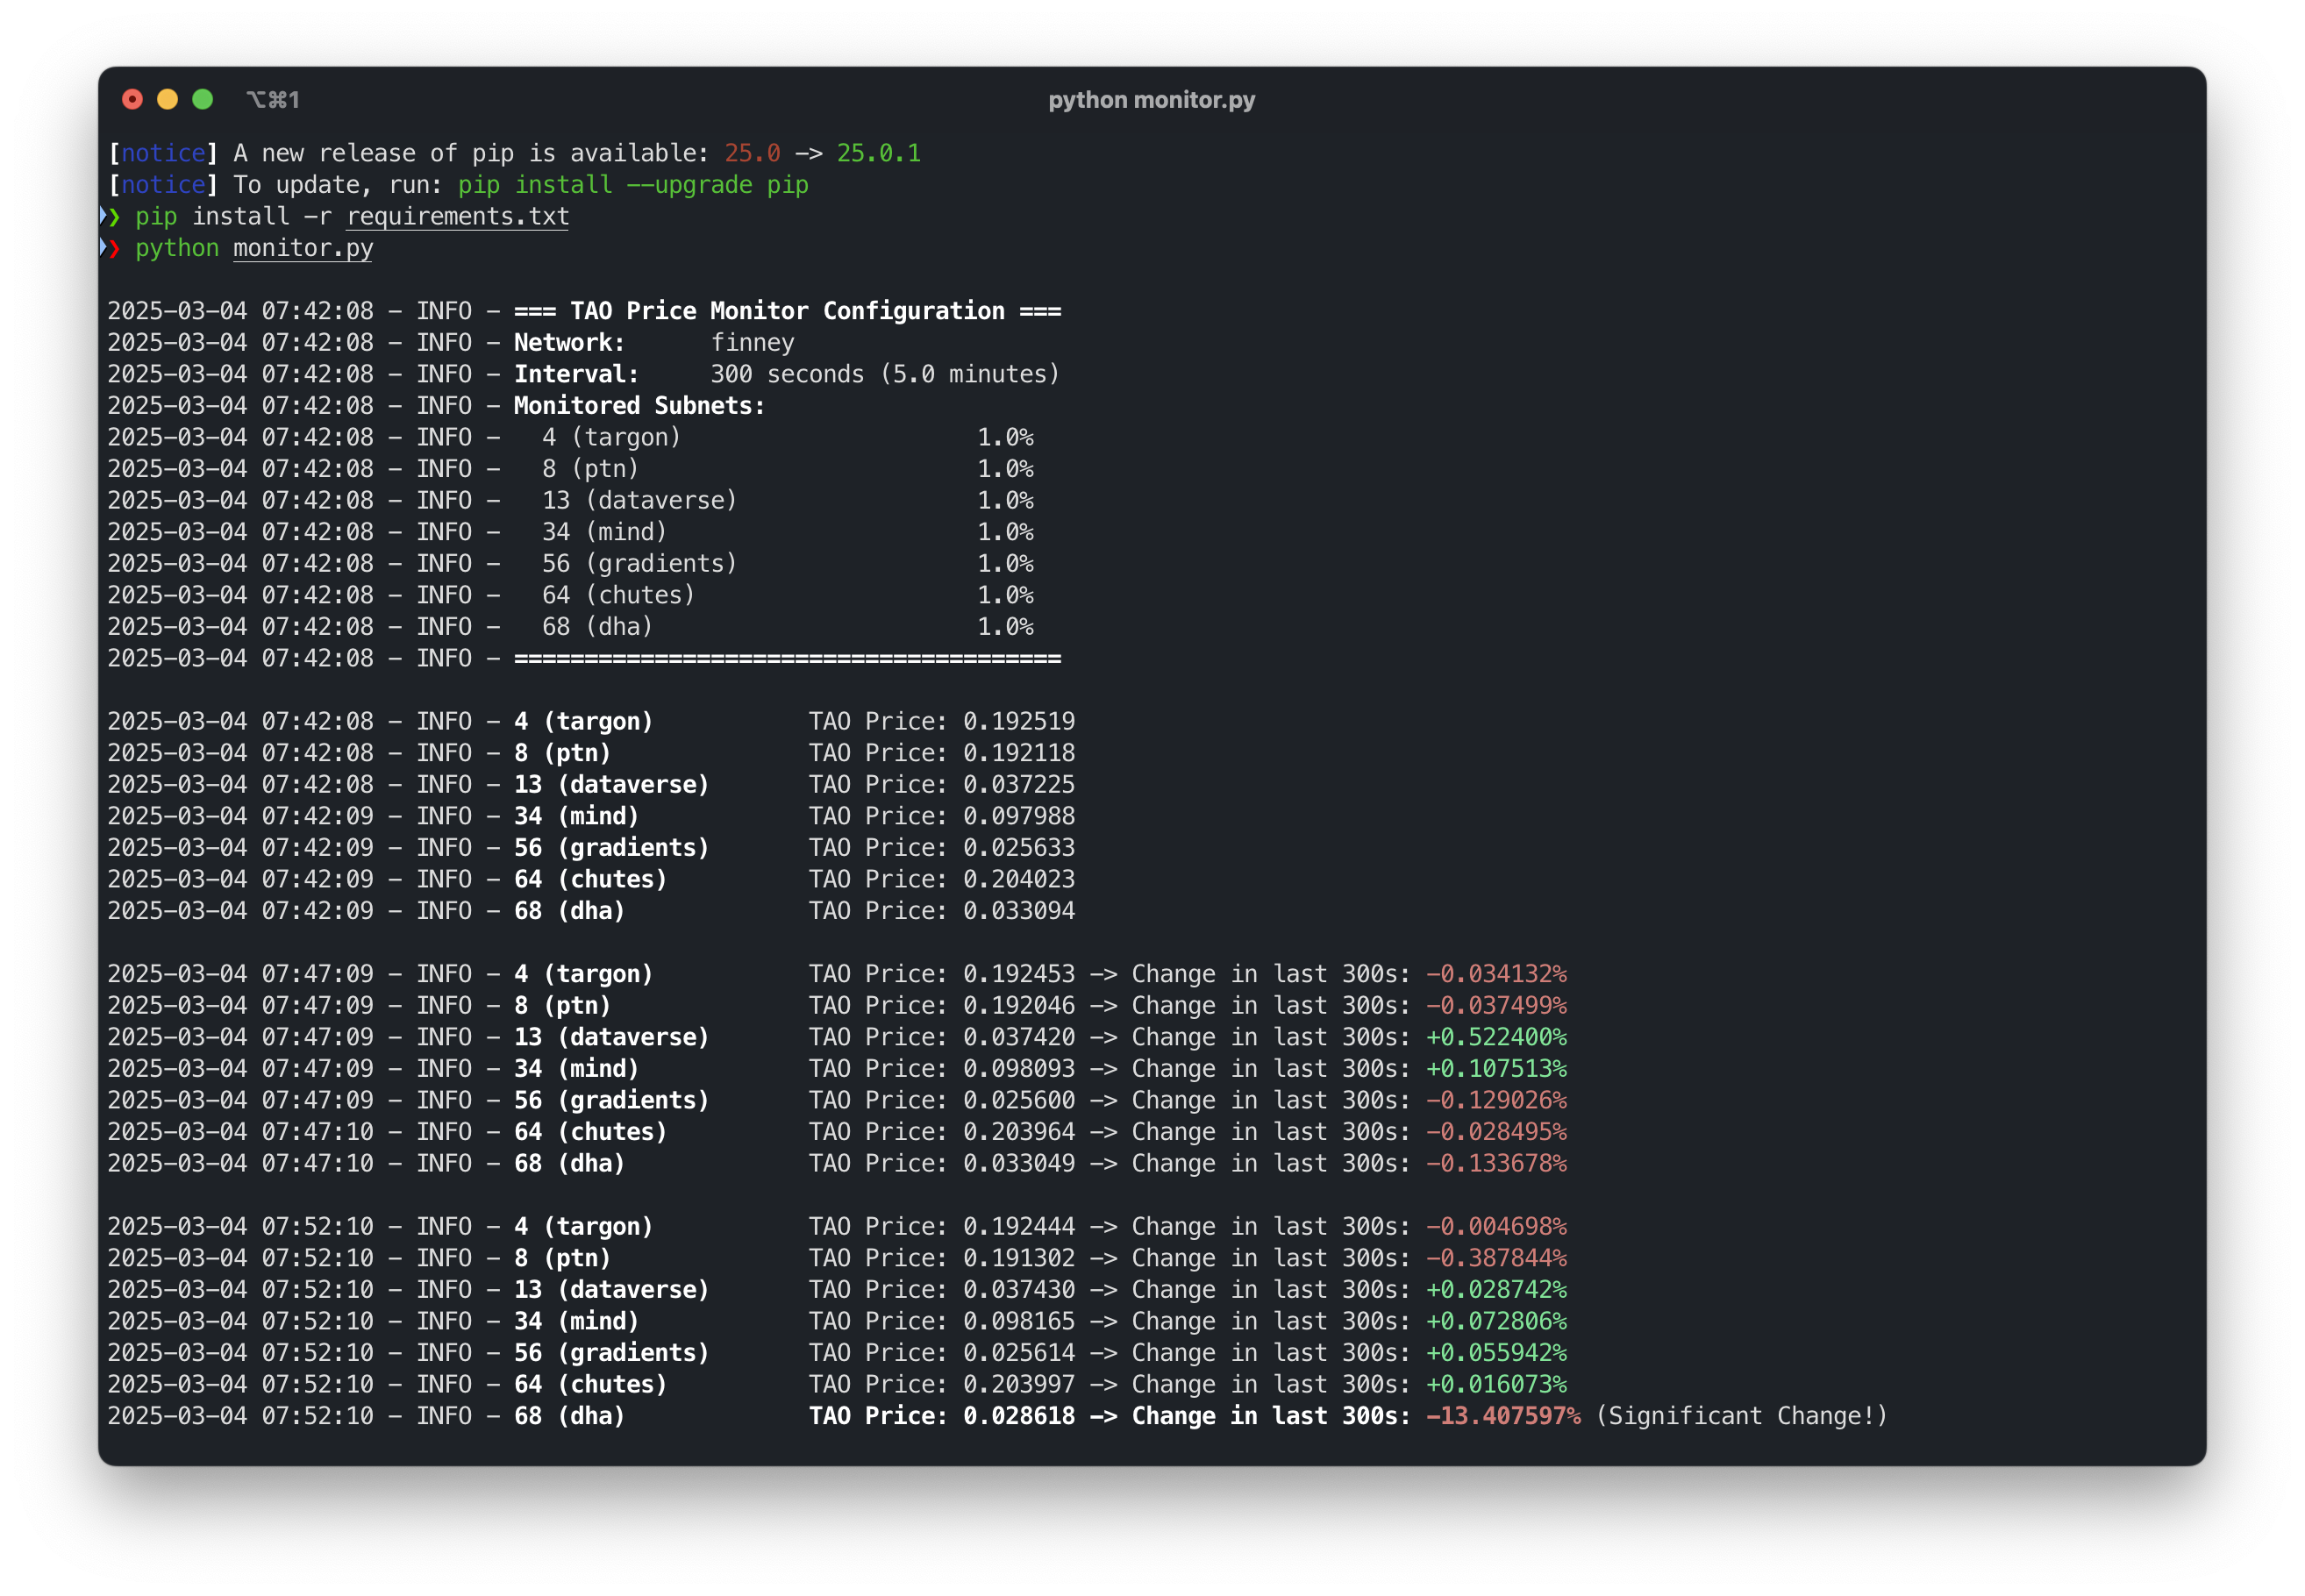 ⌥⌘1 python monitor.py
[notice] A new release of pip is available: 25.0 -> 25.0.1
[notice] To update, run: pip install --upgrade pip
❯ pip install -r requirements.txt
❯ python monitor.py
2025-03-04 07:42:08 - INFO - === TAO Price Monitor Configuration ===
2025-03-04 07:42:08 - INFO - Network:      finney
2025-03-04 07:42:08 - INFO - Interval:     300 seconds (5.0 minutes)
2025-03-04 07:42:08 - INFO - Monitored Subnets:
2025-03-04 07:42:08 - INFO -   4 (targon)                     1.0%
2025-03-04 07:42:08 - INFO -   8 (ptn)                        1.0%
2025-03-04 07:42:08 - INFO -   13 (dataverse)                 1.0%
2025-03-04 07:42:08 - INFO -   34 (mind)                      1.0%
2025-03-04 07:42:08 - INFO -   56 (gradients)                 1.0%
2025-03-04 07:42:08 - INFO -   64 (chutes)                    1.0%
2025-03-04 07:42:08 - INFO -   68 (dha)                       1.0%
2025-03-04 07:42:08 - INFO - =======================================
2025-03-04 07:42:08 - INFO - 4 (targon)           TAO Price: 0.192519
2025-03-04 07:42:08 - INFO - 8 (ptn)              TAO Price: 0.192118
2025-03-04 07:42:08 - INFO - 13 (dataverse)       TAO Price: 0.037225
2025-03-04 07:42:09 - INFO - 34 (mind)            TAO Price: 0.097988
2025-03-04 07:42:09 - INFO - 56 (gradients)       TAO Price: 0.025633
2025-03-04 07:42:09 - INFO - 64 (chutes)          TAO Price: 0.204023
2025-03-04 07:42:09 - INFO - 68 (dha)             TAO Price: 0.033094
2025-03-04 07:47:09 - INFO - 4 (targon)           TAO Price: 0.192453 -> Change in last 300s: -0.034132%
2025-03-04 07:47:09 - INFO - 8 (ptn)              TAO Price: 0.192046 -> Change in last 300s: -0.037499%
2025-03-04 07:47:09 - INFO - 13 (dataverse)       TAO Price: 0.037420 -> Change in last 300s: +0.522400%
2025-03-04 07:47:09 - INFO - 34 (mind)            TAO Price: 0.098093 -> Change in last 300s: +0.107513%
2025-03-04 07:47:09 - INFO - 56 (gradients)       TAO Price: 0.025600 -> Change in last 300s: -0.129026%
2025-03-04 07:47:10 - INFO - 64 (chutes)          TAO Price: 0.203964 -> Change in last 300s: -0.028495%
2025-03-04 07:47:10 - INFO - 68 (dha)             TAO Price: 0.033049 -> Change in last 300s: -0.133678%
2025-03-04 07:52:10 - INFO - 4 (targon)           TAO Price: 0.192444 -> Change in last 300s: -0.004698%
2025-03-04 07:52:10 - INFO - 8 (ptn)              TAO Price: 0.191302 -> Change in last 300s: -0.387844%
2025-03-04 07:52:10 - INFO - 13 (dataverse)       TAO Price: 0.037430 -> Change in last 300s: +0.028742%
2025-03-04 07:52:10 - INFO - 34 (mind)            TAO Price: 0.098165 -> Change in last 300s: +0.072806%
2025-03-04 07:52:10 - INFO - 56 (gradients)       TAO Price: 0.025614 -> Change in last 300s: +0.055942%
2025-03-04 07:52:10 - INFO - 64 (chutes)          TAO Price: 0.203997 -> Change in last 300s: +0.016073%
2025-03-04 07:52:10 - INFO - 68 (dha)             TAO Price: 0.028618 -> Change in last 300s: -13.407597% (Significant Change!)